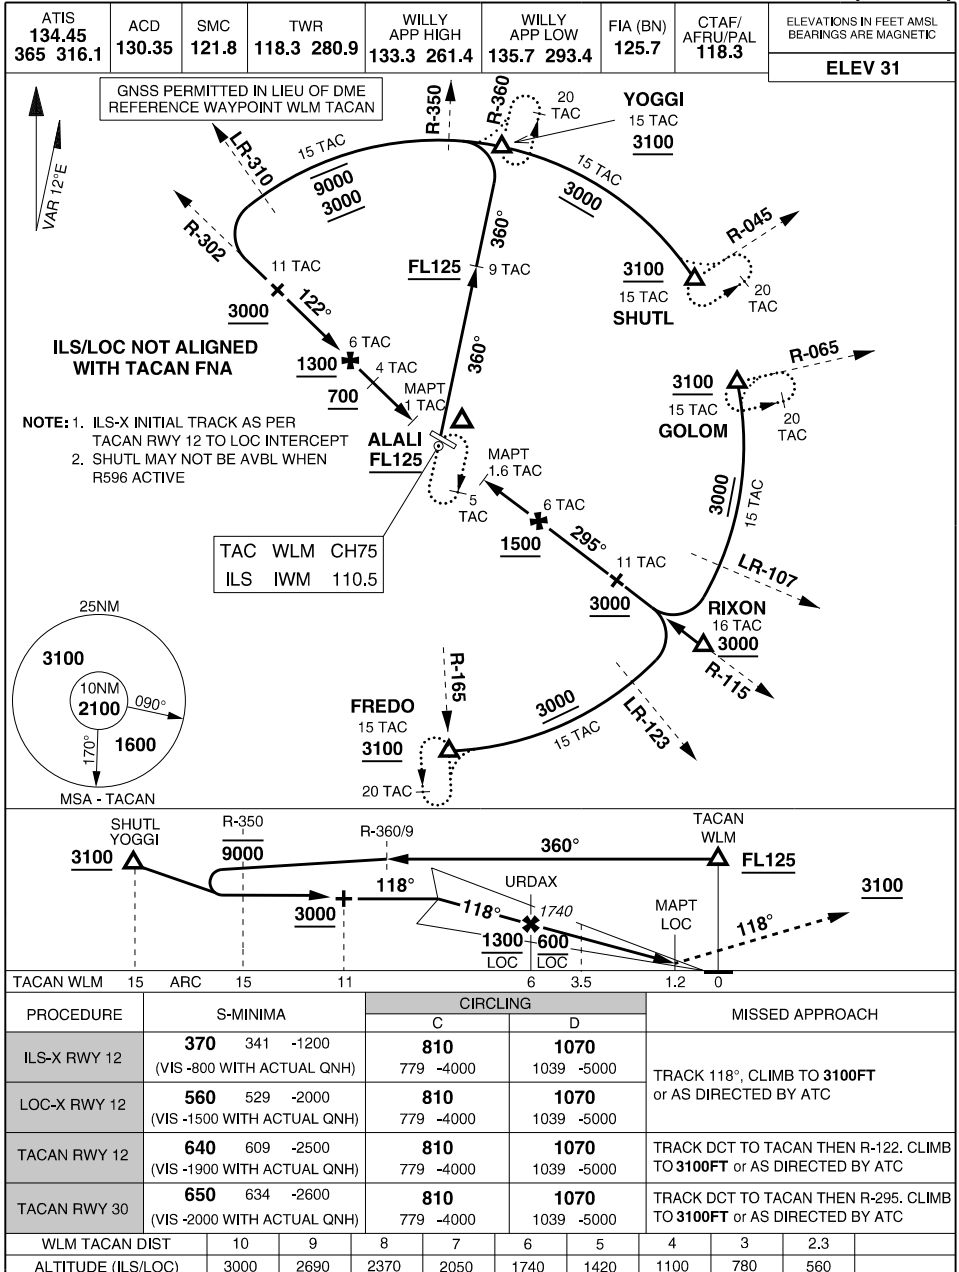 ATIS
134.45
365 316.1
ACD
130.35
SMC
121.8
TWR
118.3 280.9
WILLY
APP HIGH
133.3 261.4
WILLY
APP LOW
135.7 293.4
FIA (BN)
125.7
CTAF/
AFRU/PAL
118.3
ELEVATIONS IN FEET AMSL
BEARINGS ARE MAGNETIC
ELEV 31
GNSS PERMITTED IN LIEU OF DME
REFERENCE WAYPOINT WLM TACAN
VAR 12°E
LR-310
R-302
15 TAC
9000
3000
R-350
R-360
20
TAC
YOGGI
15 TAC
3100
15 TAC
3000
R-045
3100
15 TAC
SHUTL
20
TAC
360°
FL125
9 TAC
360°
11 TAC
3000
122°
6 TAC
1300
4 TAC
700
MAPT
1 TAC
ILS/LOC NOT ALIGNED
WITH TACAN FNA
NOTE: 1. ILS-X INITIAL TRACK AS PER
TACAN RWY 12 TO LOC INTERCEPT
2. SHUTL MAY NOT BE AVBL WHEN
R596 ACTIVE
ALALI
FL125
5
TAC
R-065
3100
15 TAC
GOLOM
20
TAC
3000
15 TAC
MAPT
1.6 TAC
6 TAC
1500
295°
11 TAC
3000
LR-107
RIXON
16 TAC
3000
R-115
TAC WLM CH75
ILS IWM 110.5
25NM
3100
10NM
2100
090°
170°
1600
MSA - TACAN
R-165
FREDO
15 TAC
3100
20 TAC
3000
15 TAC
LR-123
SHUTL
YOGGI
3100
R-350
9000
R-360/9
360°
TACAN
WLM
FL125
3000
118°
118°
URDAX
1740
1300
LOC
600
LOC
MAPT
LOC
118°
3100
TACAN WLM 15 ARC 15 11 6 3.5 1.2 0
PROCEDURE S-MINIMA CIRCLING MISSED APPROACH
C D
ILS-X RWY 12 370 341 -1200 810 1070
(VIS -800 WITH ACTUAL QNH) 779 -4000 1039 -5000
TRACK 118°, CLIMB TO 3100FT
or AS DIRECTED BY ATC
LOC-X RWY 12 560 529 -2000 810 1070
(VIS -1500 WITH ACTUAL QNH) 779 -4000 1039 -5000
TACAN RWY 12 640 609 -2500 810 1070
(VIS -1900 WITH ACTUAL QNH) 779 -4000 1039 -5000
TRACK DCT TO TACAN THEN R-122. CLIMB
TO 3100FT or AS DIRECTED BY ATC
TACAN RWY 30 650 634 -2600 810 1070
(VIS -2000 WITH ACTUAL QNH) 779 -4000 1039 -5000
TRACK DCT TO TACAN THEN R-295. CLIMB
TO 3100FT or AS DIRECTED BY ATC
WLM TACAN DIST 10 9 8 7 6 5 4 3 2.3
ALTITUDE (ILS/LOC) 3000 2690 2370 2050 1740 1420 1100 780 560